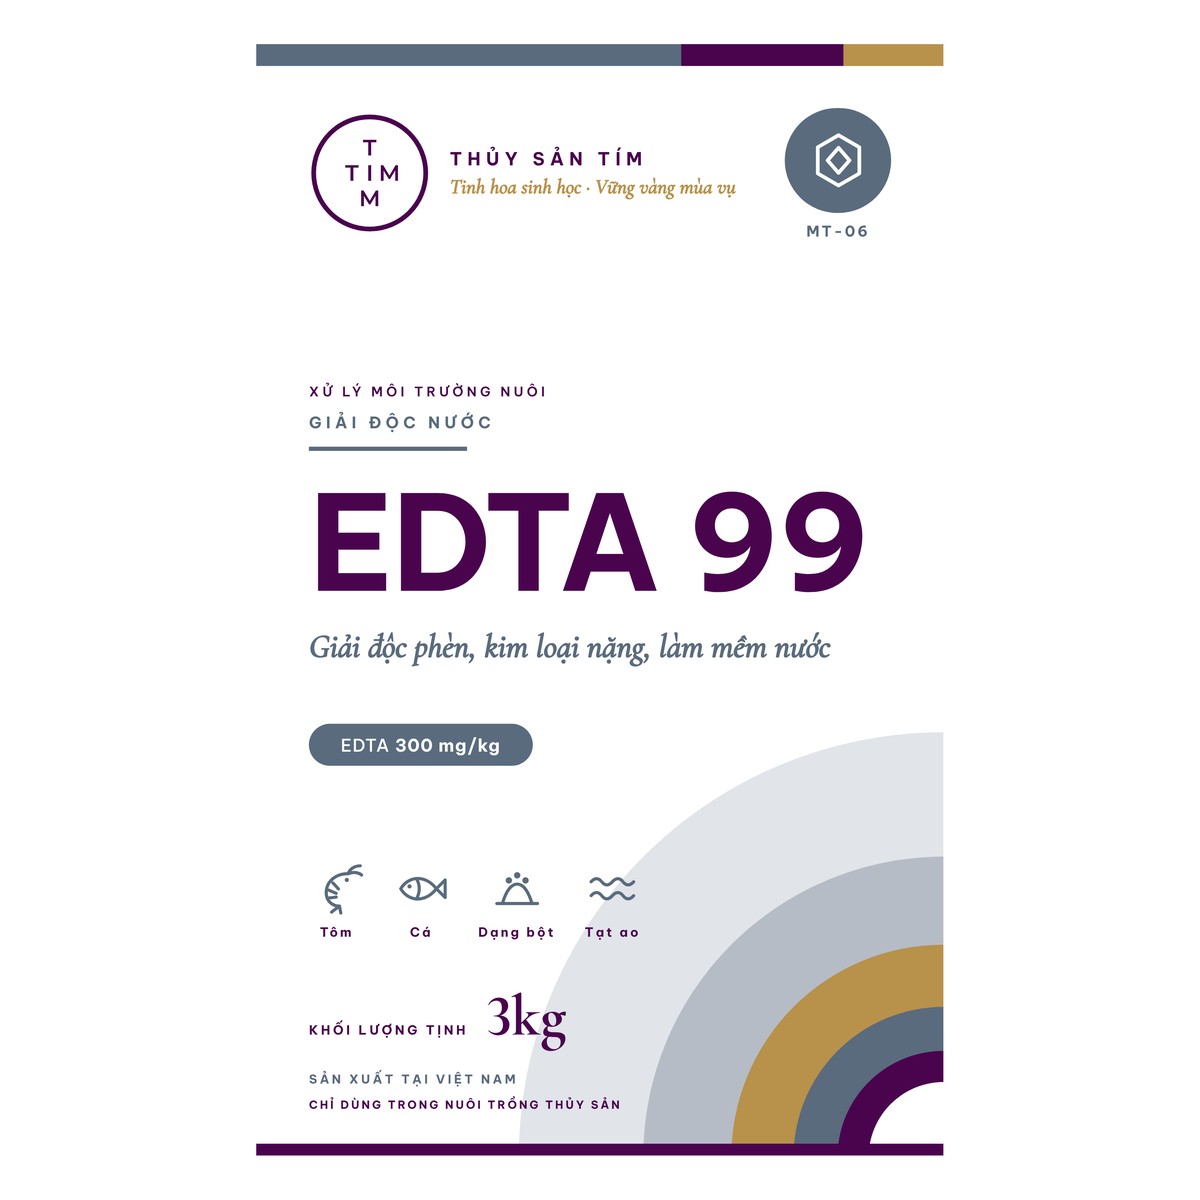 T
TIM
M
THỦY SẢN TÍM
Tinh hoa sinh học · Vững vàng mùa vụ
MT-06
XỬ LÝ MÔI TRƯỜNG NUÔI
GIẢI ĐỘC NƯỚC
EDTA 99
Giải độc phèn, kim loại nặng, làm mềm nước
EDTA 300 mg/kg
Tôm Cá Dạng bột Tạt ao
KHỐI LƯỢNG TỊNH 3kg
SẢN XUẤT TẠI VIỆT NAM
CHỈ DÙNG TRONG NUÔI TRỒNG THỦY SẢN